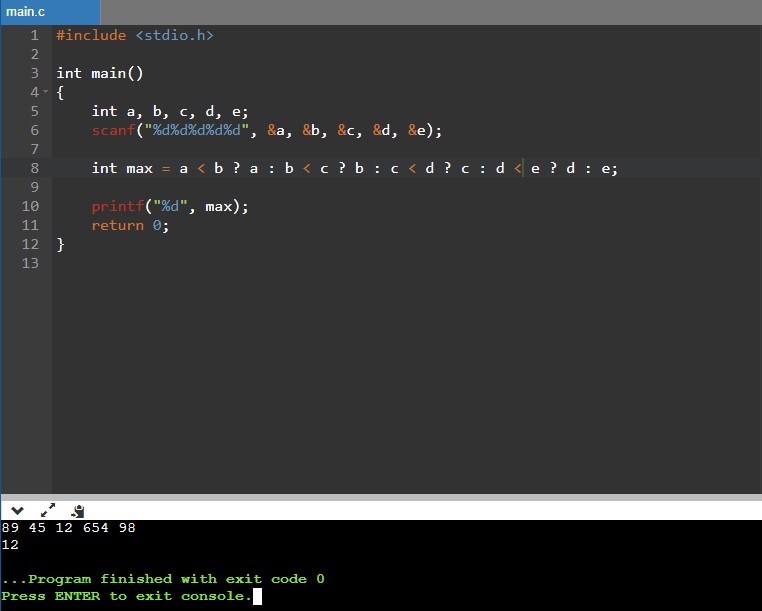 main.c
1 #include <stdio.h>
2
3 int main()
4 {
5 int a, b, c, d, e;
6 scanf("%d%d%d%d%d", &a, &b, &c, &d, &e);
7
8 int max = a < b ? a : b < c ? b : c < d ? c : d < e ? d : e;
9
10 printf("%d", max);
11 return 0;
12 }
13
89 45 12 654 98
12
...Program finished with exit code 0
Press ENTER to exit console.